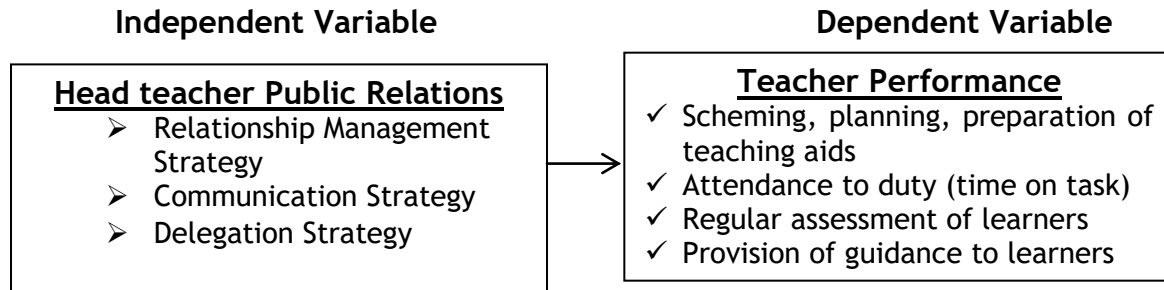 Independent Variable
Dependent Variable
Head teacher Public Relations
➢ Relationship Management
Strategy
➢ Communication Strategy
➢ Delegation Strategy
Teacher Performance
✓ Scheming, planning, preparation of
teaching aids
✓ Attendance to duty (time on task)
✓ Regular assessment of learners
✓ Provision of guidance to learners